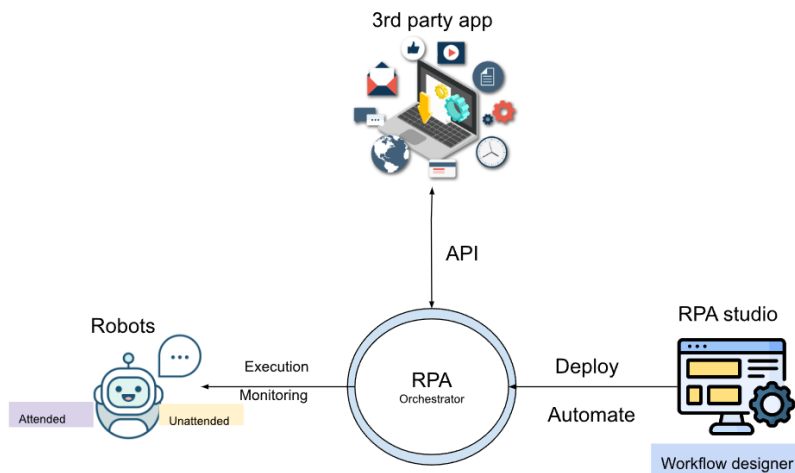 3rd party app
API
Robots
RPA studio
Execution
Deploy
RPA
Orchestrator
Monitoring
Automate
Attended
Unattended
Workflow designer